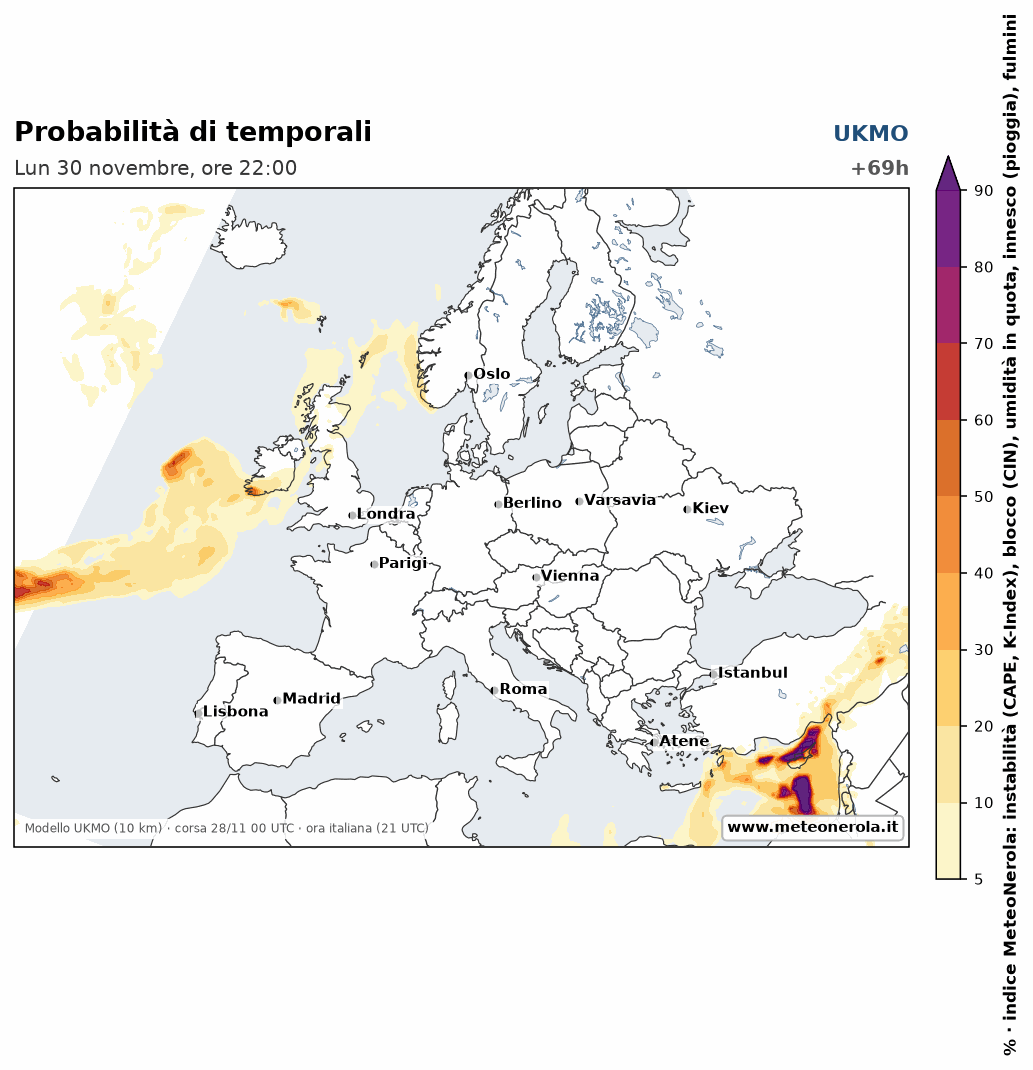 Probabilità di temporali
UKMO
Lun 30 novembre, ore 22:00
+69h
Oslo
Londra
Berlino
Varsavia
Kiev
Parigi
Vienna
Istanbul
Roma
Madrid
Lisbona
Atene
Modello UKMO (10 km) · corsa 28/11 00 UTC · ora italiana (21 UTC)
www.meteonerola.it
90
80
70
60
50
40
30
20
10
5
% · indice MeteoNerola: instabilità (CAPE, K-Index), blocco (CIN), umidità in quota, innesco (pioggia), fulmini